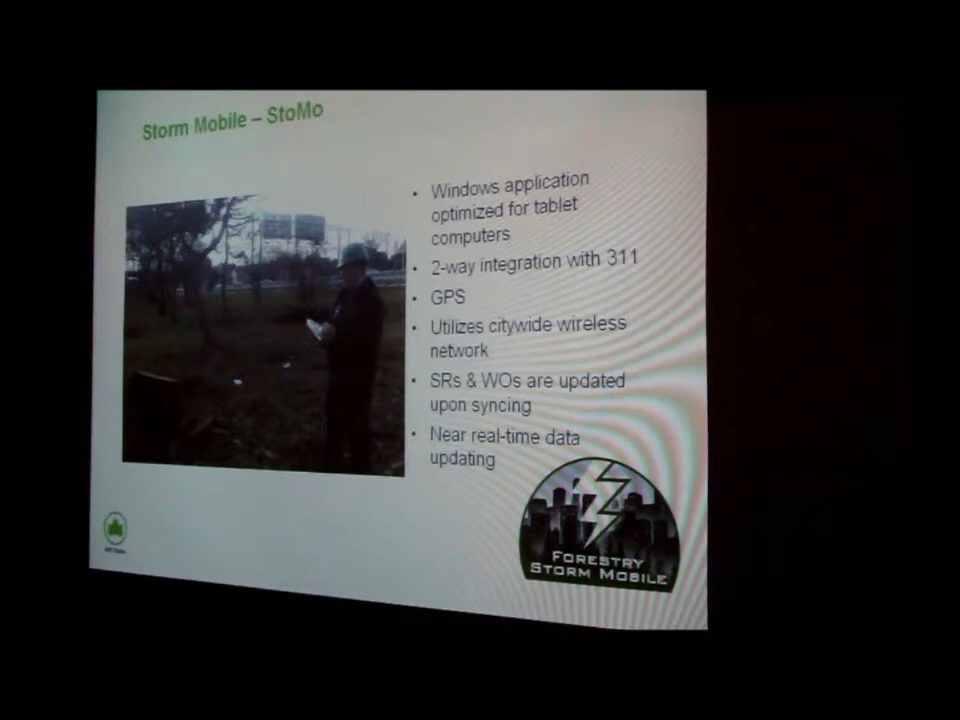 Storm Mobile – StoMo
• Windows application
optimized for tablet
computers
• 2-way integration with 311
• GPS
• Utilizes citywide wireless
network
• SRs & WOs are updated
upon syncing
• Near real-time data
updating
FORESTRY
STORM MOBILE